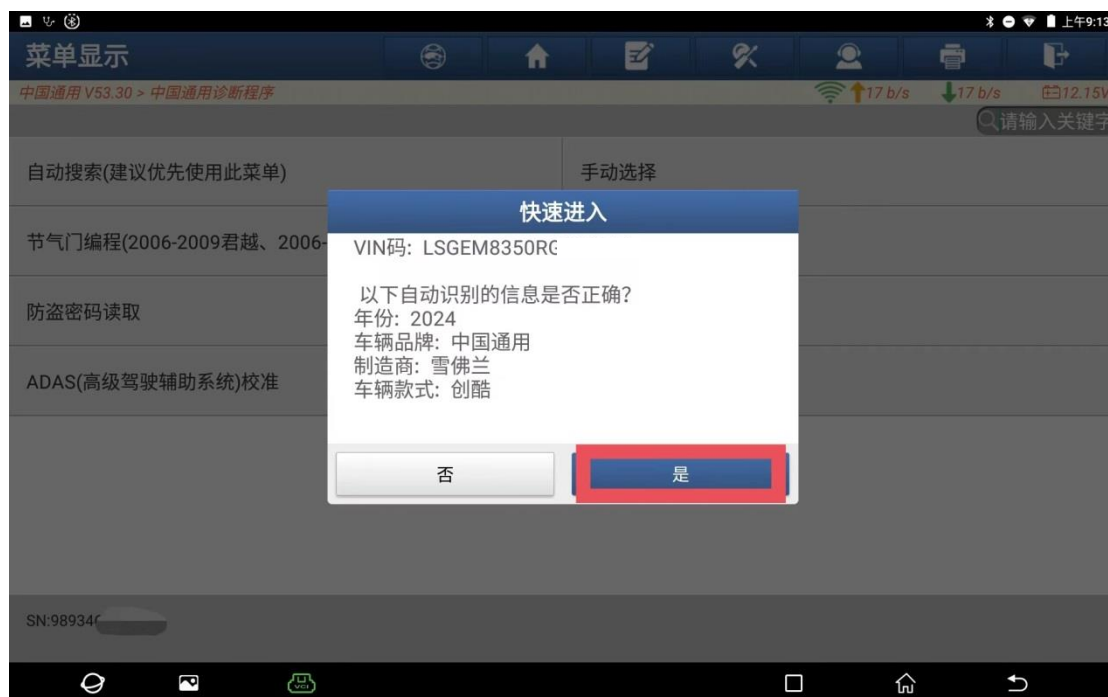 上午9:13
菜单显示
中国通用 V53.30 > 中国通用诊断程序
17 b/s
17 b/s
12.15V
请输入关键字
自动搜索(建议优先使用此菜单)
手动选择
节气门编程(2006-2009君越、2006-
防盗密码读取
ADAS(高级驾驶辅助系统)校准
快速进入
VIN码: LSGEM8350RG
以下自动识别的信息是否正确?
年份: 2024
车辆品牌: 中国通用
制造商: 雪佛兰
车辆款式: 创酷
否
是
SN:98934
VCI